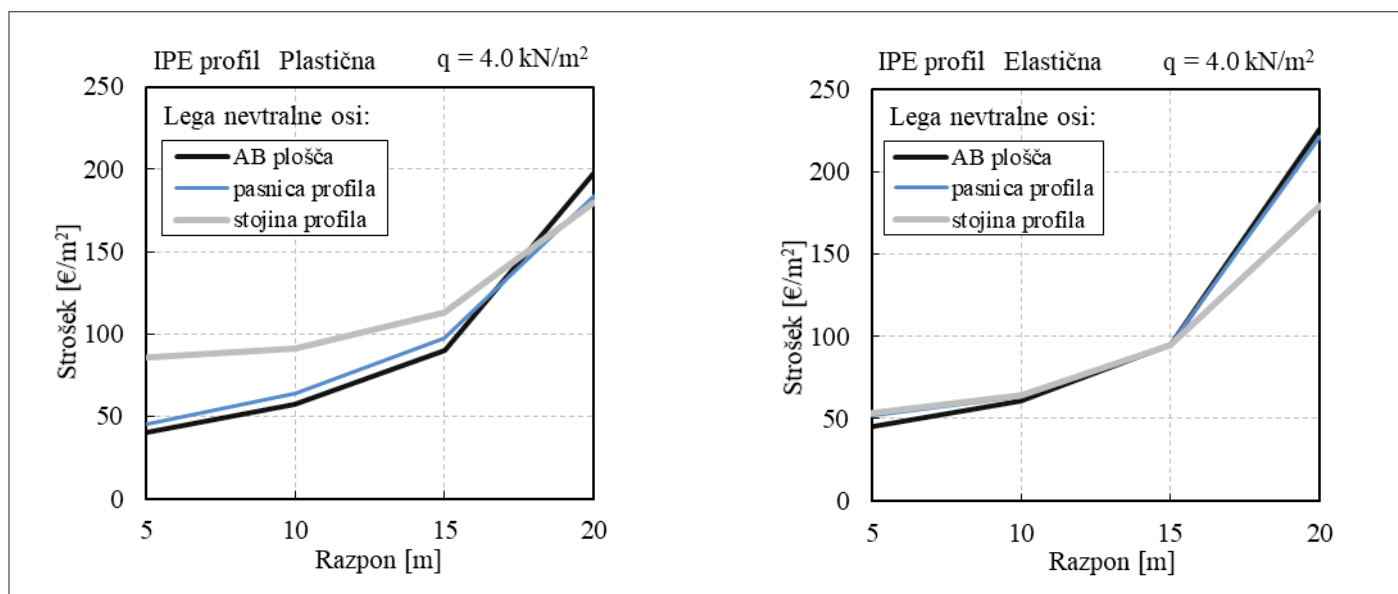 IPE profil Plastična q = 4.0 kN/m²
250
200
150
100
50
0
Strošek [€/m²]
Lega nevtralne osi:
AB plošča
pasnica profila
stojina profila
5 10 15 20
Razpon [m]
IPE profil Elastična q = 4.0 kN/m²
250
200
150
100
50
0
Strošek [€/m²]
Lega nevtralne osi:
AB plošča
pasnica profila
stojina profila
5 10 15 20
Razpon [m]